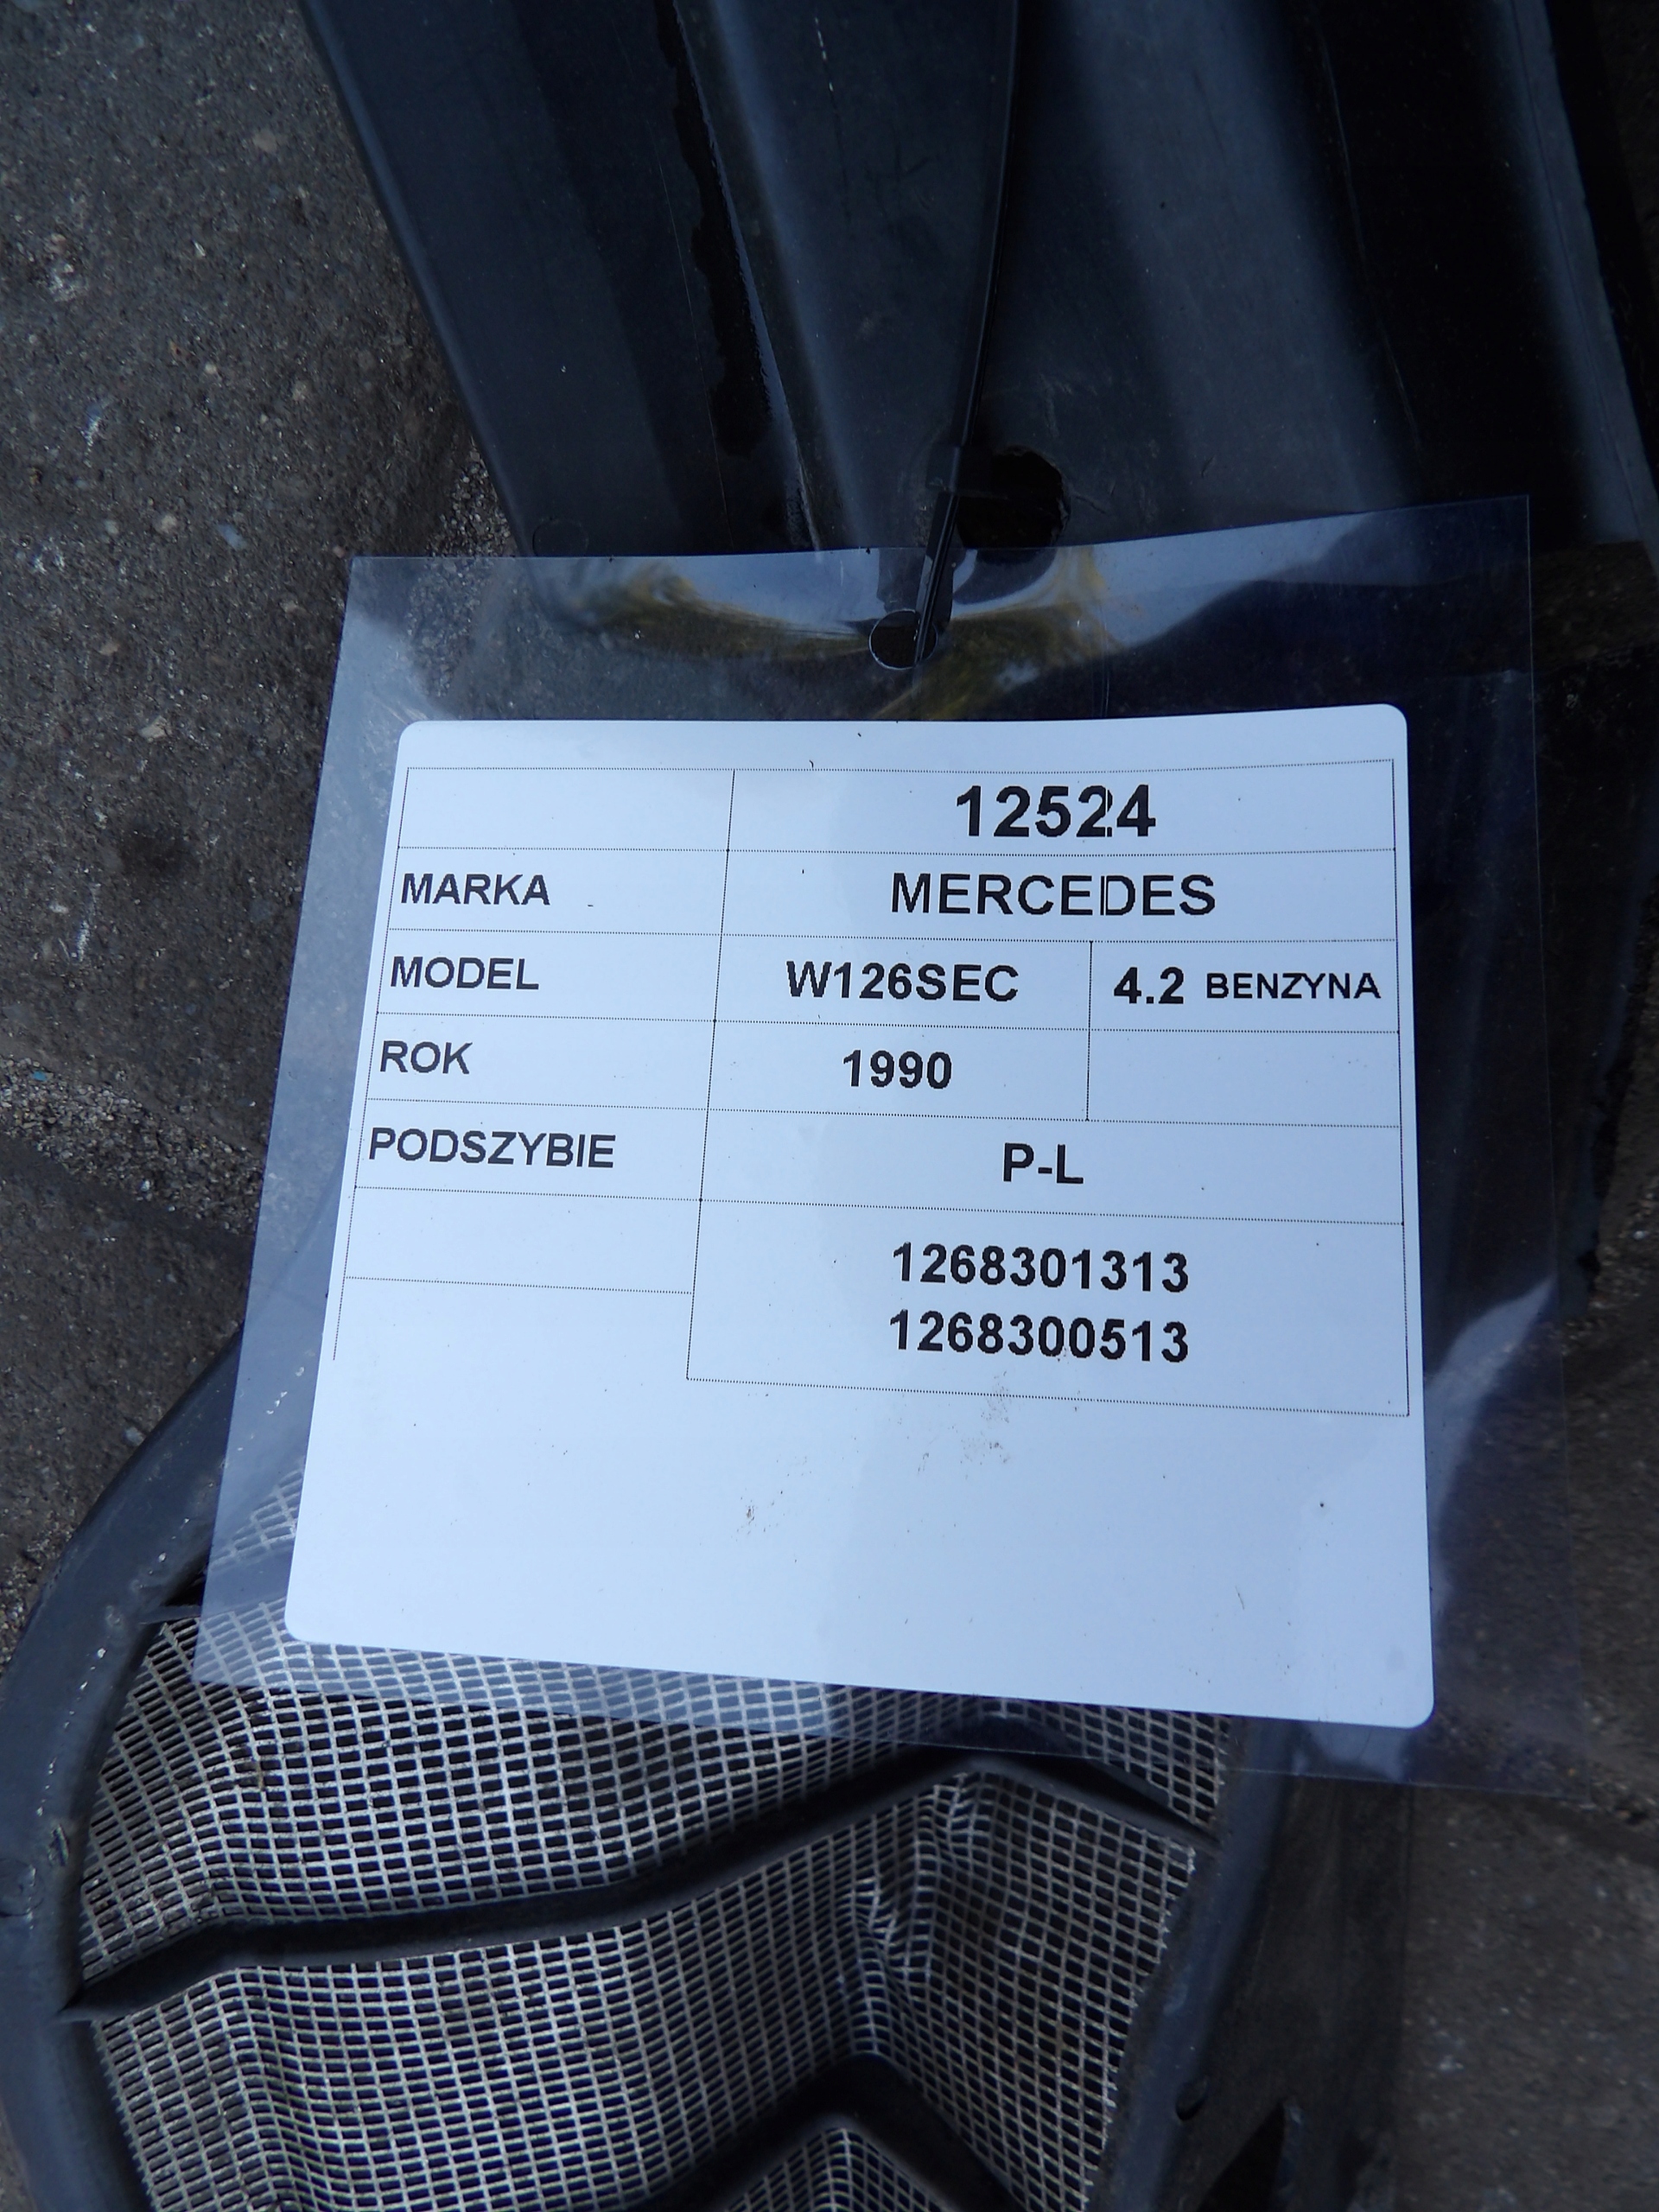 12524
MARKA MERCEDES
MODEL W126SEC 4.2 BENZYNA
ROK 1990
PODSZYBIE P-L
1268301313
1268300513